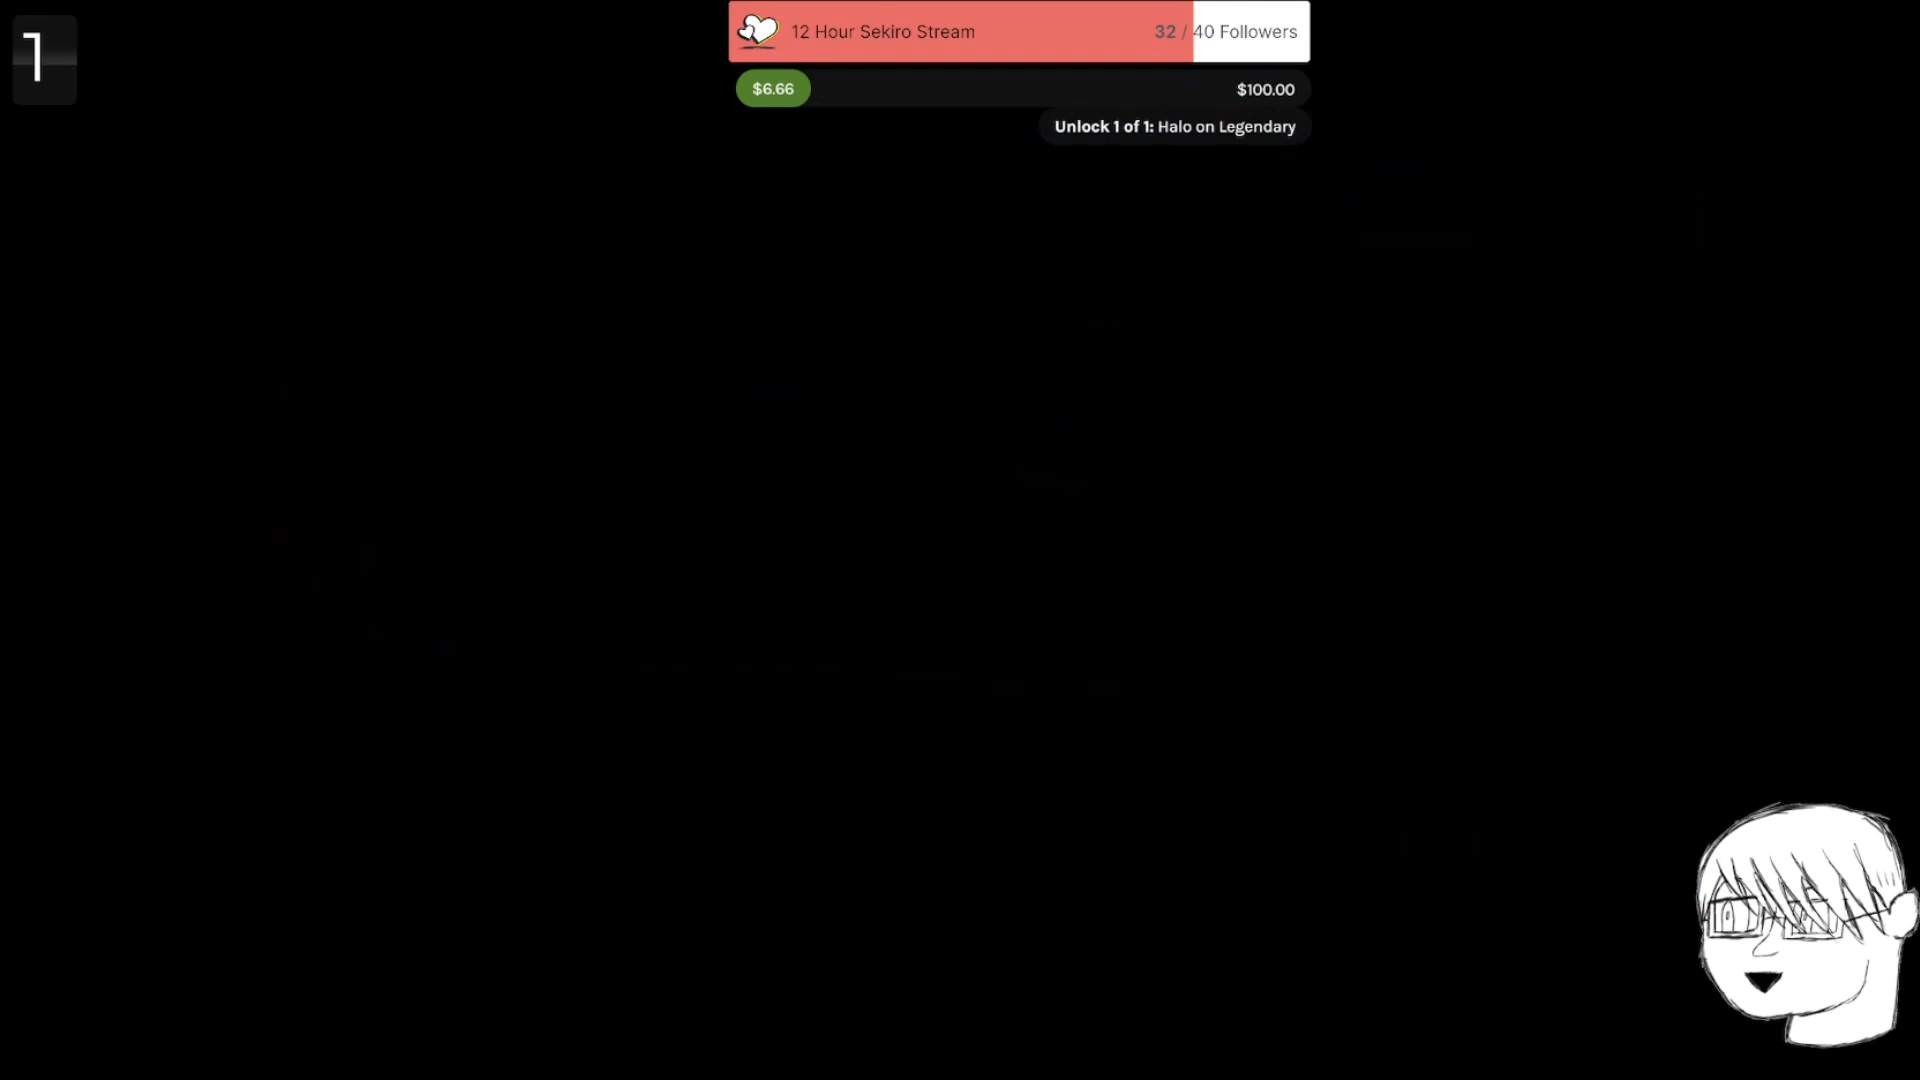 1
12 Hour Sekiro Stream 32 / 40 Followers
$6.66 $100.00
Unlock 1 of 1: Halo on Legendary